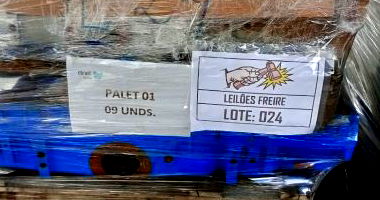 PALET 01
09 UNDS.
LEILÕES FREIRE
LOTE: 024